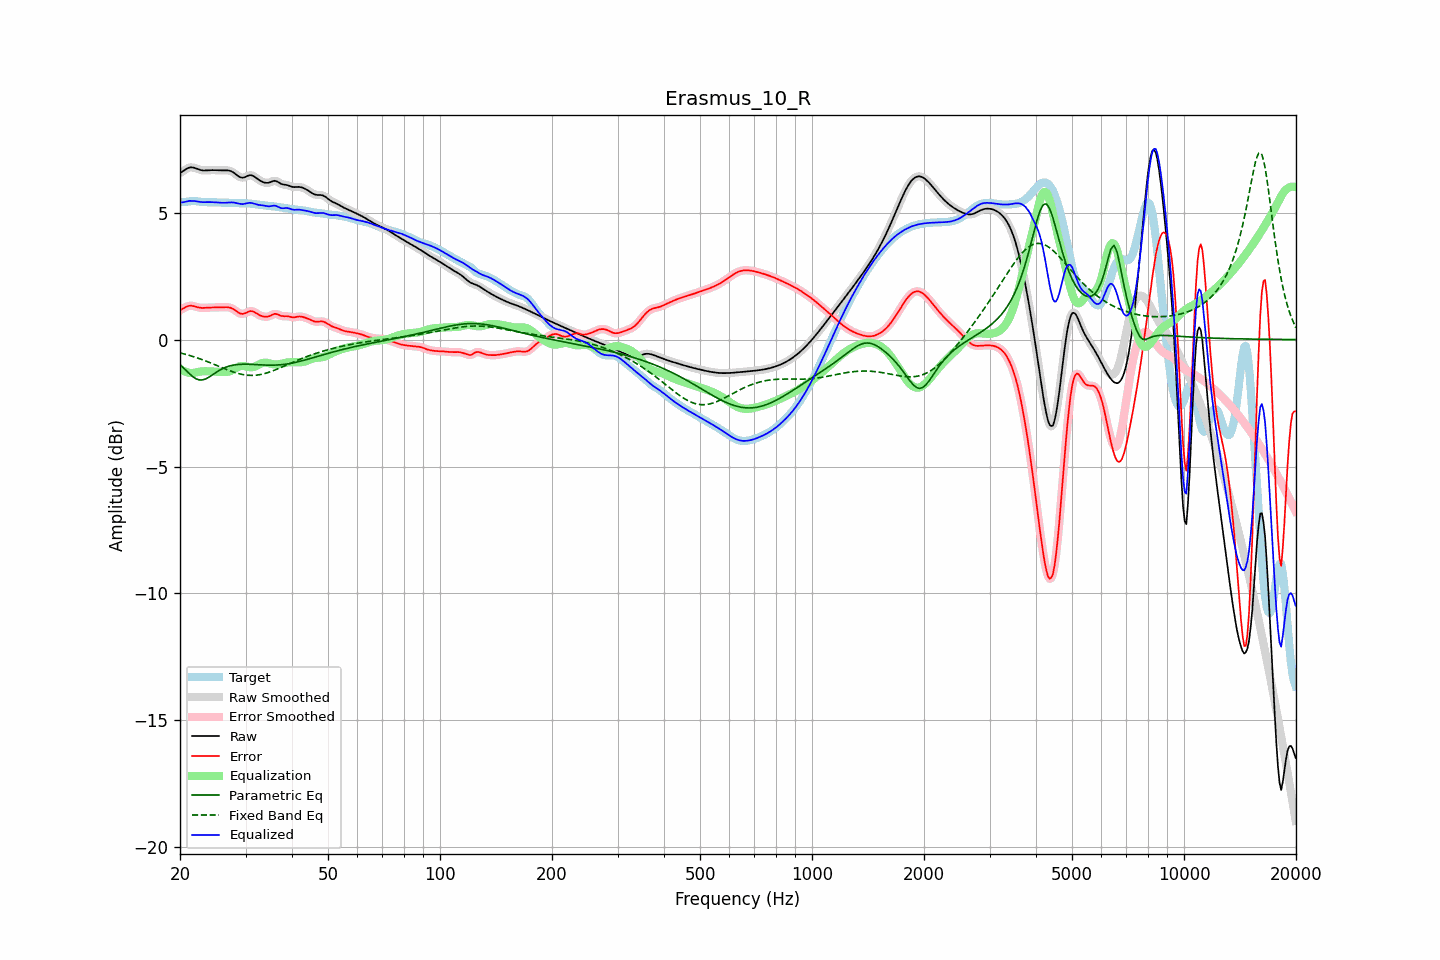 Erasmus_10_R
Amplitude (dBr)
5
0
−5
−10
−15
−20
Target
Raw Smoothed
Error Smoothed
Raw
Error
Equalization
Parametric Eq
Fixed Band Eq
Equalized
20 50 100 200 500 1000 2000 5000 10000 20000
Frequency (Hz)